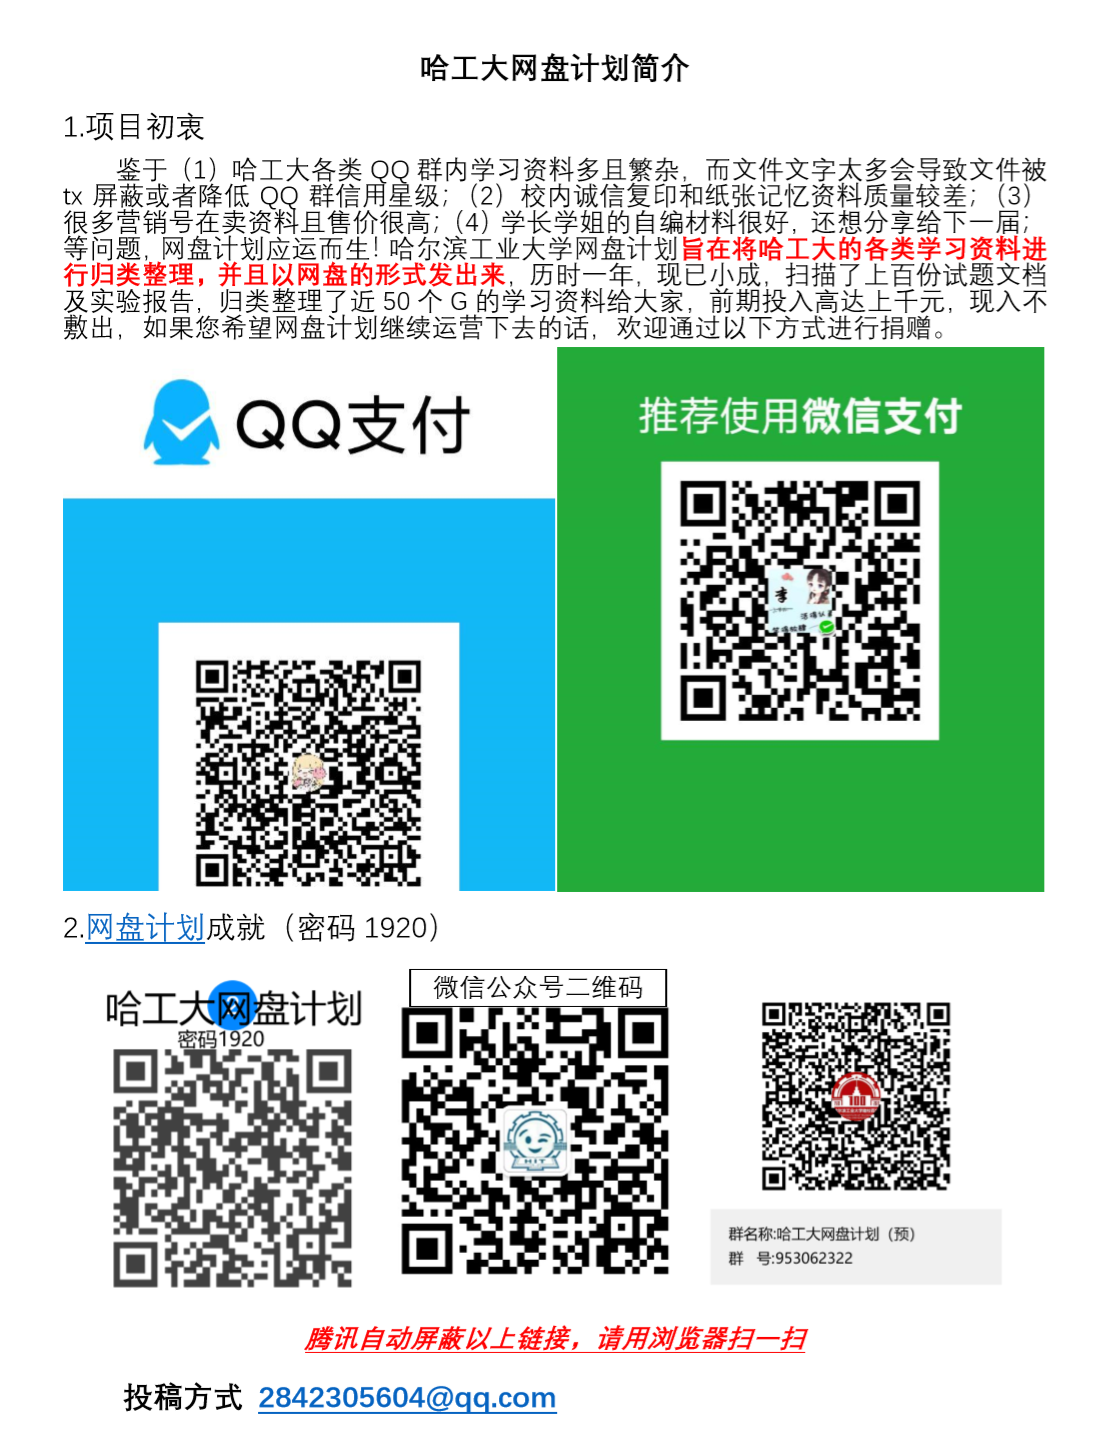 哈工大网盘计划简介
1.项目初衷
鉴于（1）哈工大各类 QQ 群内学习资料多且繁杂，而文件文字太多会导致文件被
tx 屏蔽或者降低 QQ 群信用星级；（2）校内诚信复印和纸张记忆资料质量较差；（3）
很多营销号在卖资料且售价很高；（4）学长学姐的自编材料很好，还想分享给下一届；
等问题，网盘计划应运而生！哈尔滨工业大学网盘计划旨在将哈工大的各类学习资料进
行归类整理，并且以网盘的形式发出来，历时一年，现已小成，扫描了上百份试题文档
及实验报告，归类整理了近 50 个 G 的学习资料给大家，前期投入高达上千元，现入不
敷出，如果您希望网盘计划继续运营下去的话，欢迎通过以下方式进行捐赠。
QQ支付
推荐使用微信支付
2.网盘计划成就（密码 1920）
哈工大网盘计划
密码1920
微信公众号二维码
HIT
100
群名称:哈工大网盘计划（预）
群 号:953062322
腾讯自动屏蔽以上链接，请用浏览器扫一扫
投稿方式 2842305604@qq.com